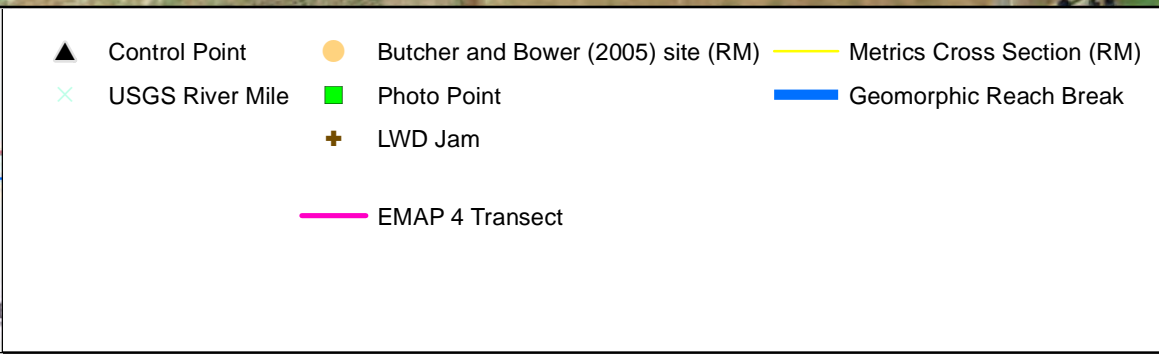 Control Point
USGS River Mile
Butcher and Bower (2005) site (RM)
Photo Point
LWD Jam
EMAP 4 Transect
Metrics Cross Section (RM)
Geomorphic Reach Break